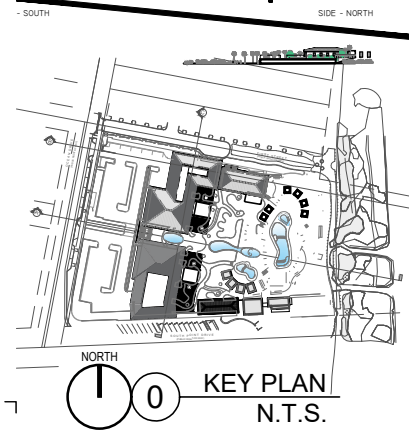 - SOUTH
SIDE - NORTH
NORTH
0
KEY PLAN
N.T.S.